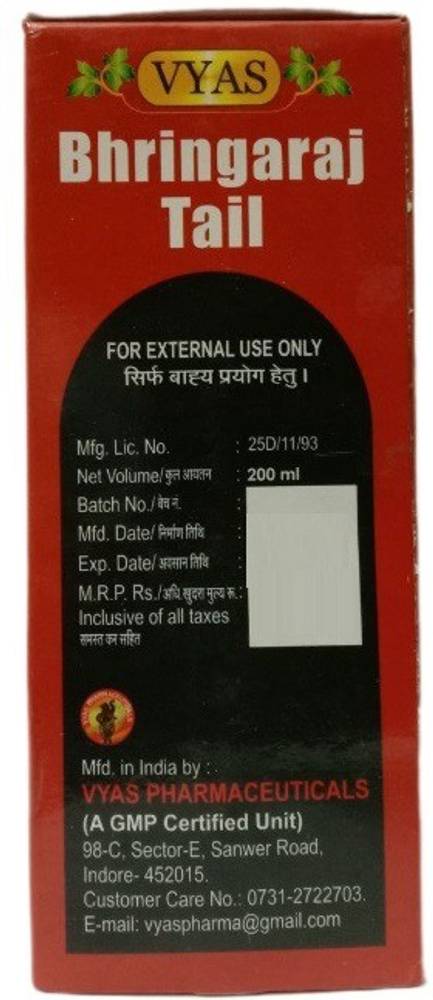 VYAS
Bhringaraj
Tail
FOR EXTERNAL USE ONLY
सिर्फ बाह्य प्रयोग हेतु ।
Mfg. Lic. No. : 25D/11/93
Net Volume/कुल आयतन : 200 ml
Batch No./बेच नं. :
Mfd. Date/ निर्माण तिथि :
Exp. Date/ अवसान तिथि :
M.R.P. Rs./अधि.खुदरा मूल्य रू.:
Inclusive of all taxes
समस्त कर सहित
Mfd. in India by :
VYAS PHARMACEUTICALS
(A GMP Certified Unit)
98-C, Sector-E, Sanwer Road,
Indore- 452015.
Customer Care No.: 0731-2722703.
E-mail: vyaspharma@gmail.com